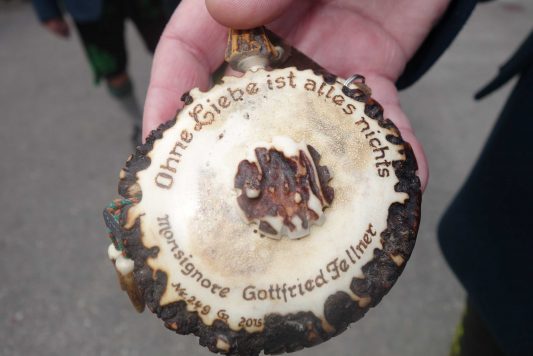 Ohne Liebe ist alles nichts
Monsignore Gottfried Fellner
Nr. 249 G. 2015